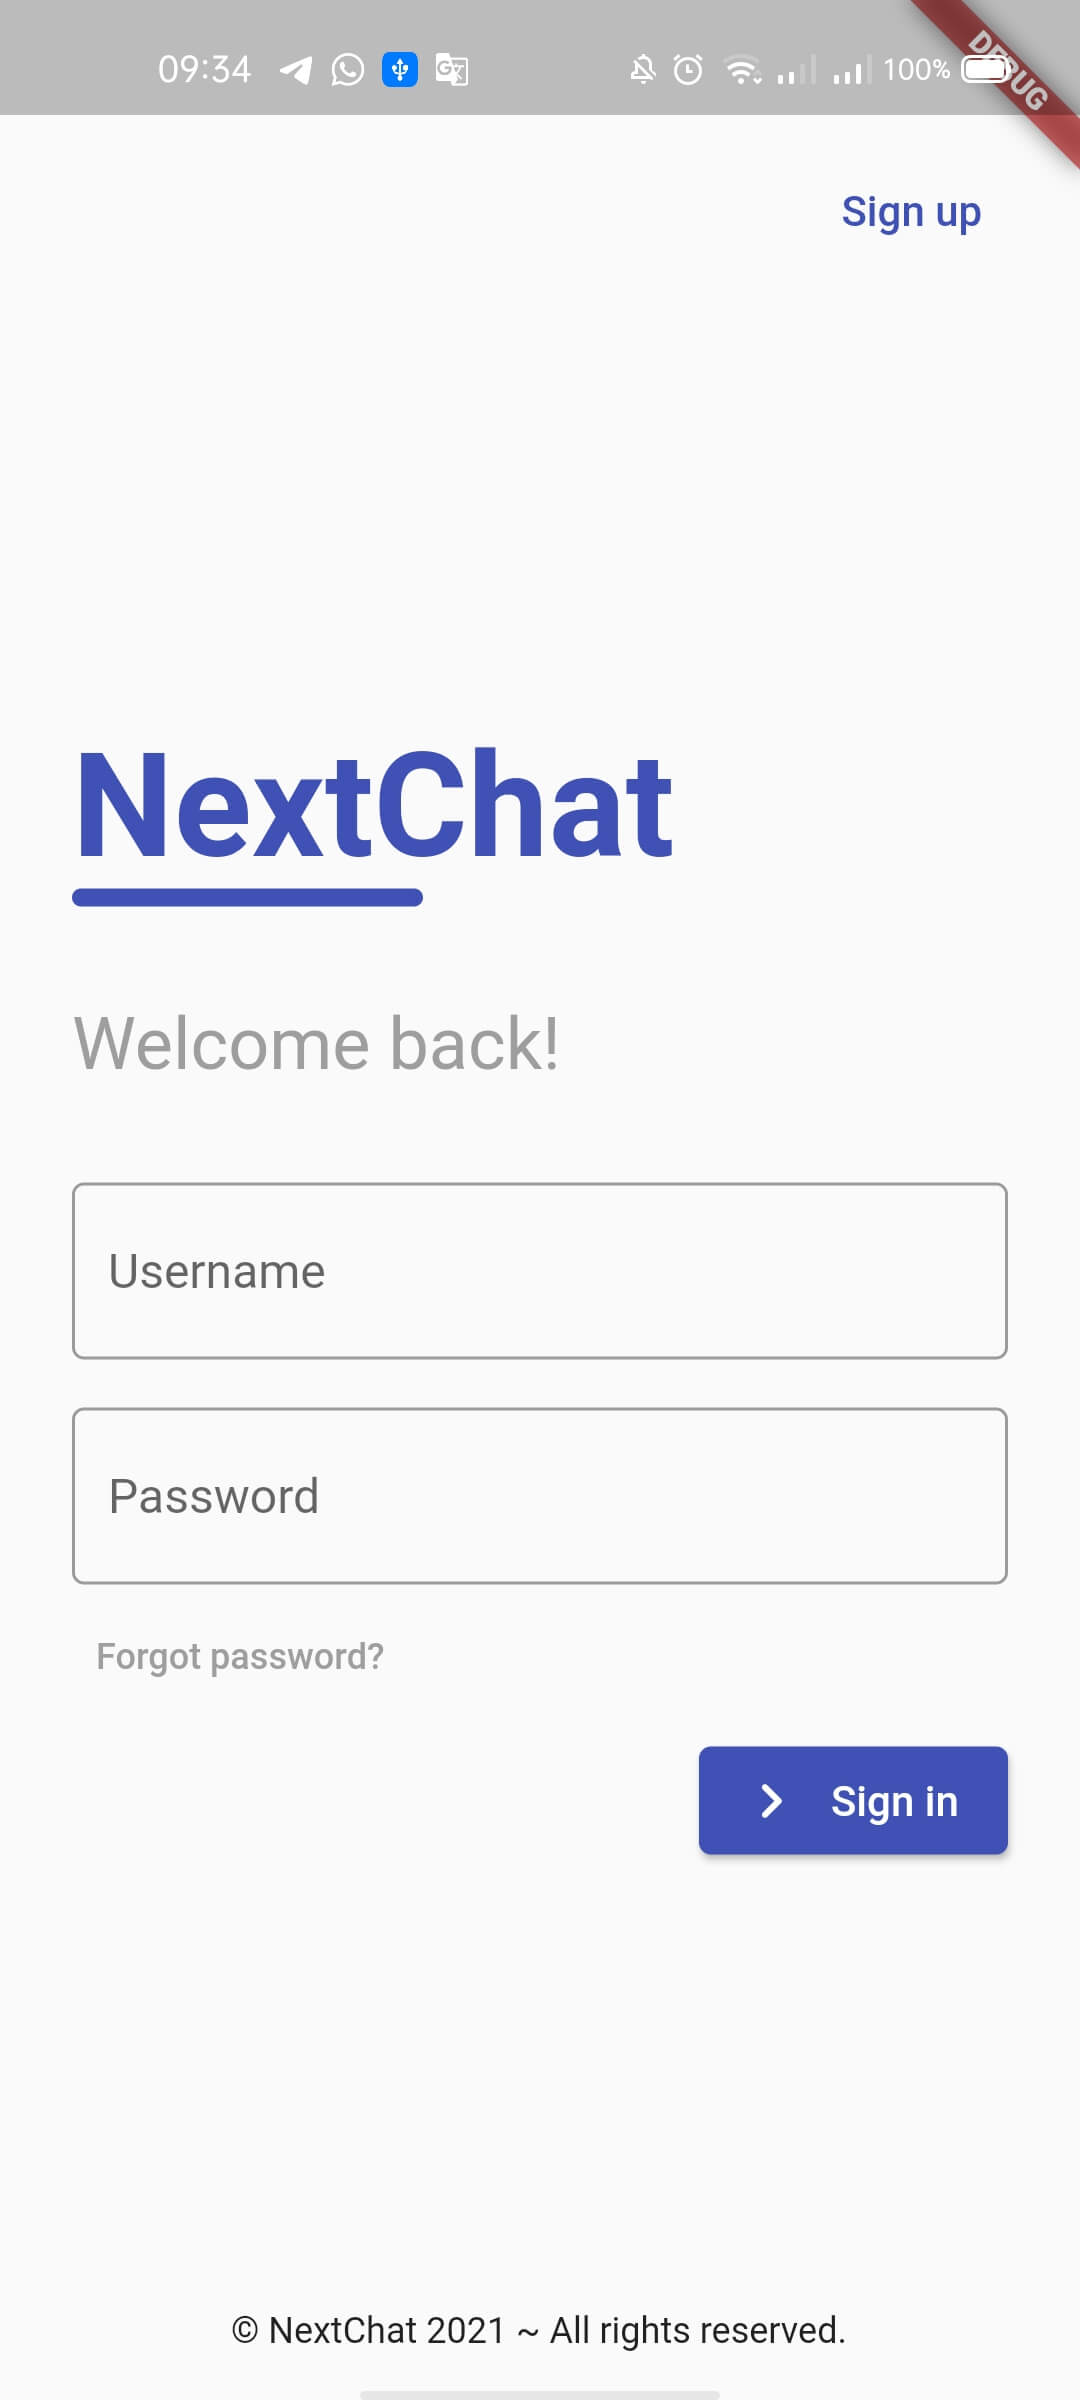 09:34
100%
DEBUG
Sign up
NextChat
Welcome back!
Username
Password
Forgot password?
Sign in
© NextChat 2021 ~ All rights reserved.